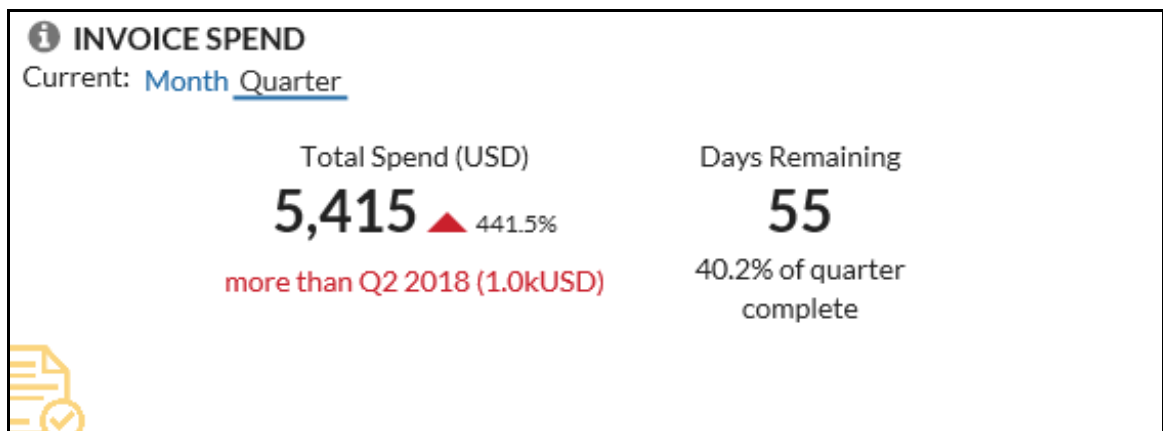 INVOICE SPEND
Current: Month Quarter
Total Spend (USD)
5,415 441.5%
more than Q2 2018 (1.0kUSD)
Days Remaining
55
40.2% of quarter
complete